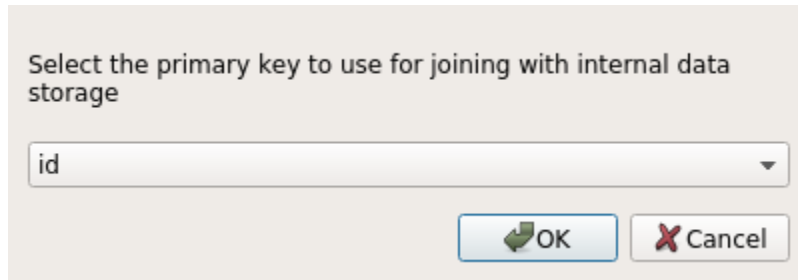 Select the primary key to use for joining with internal data
storage
id
OK
Cancel